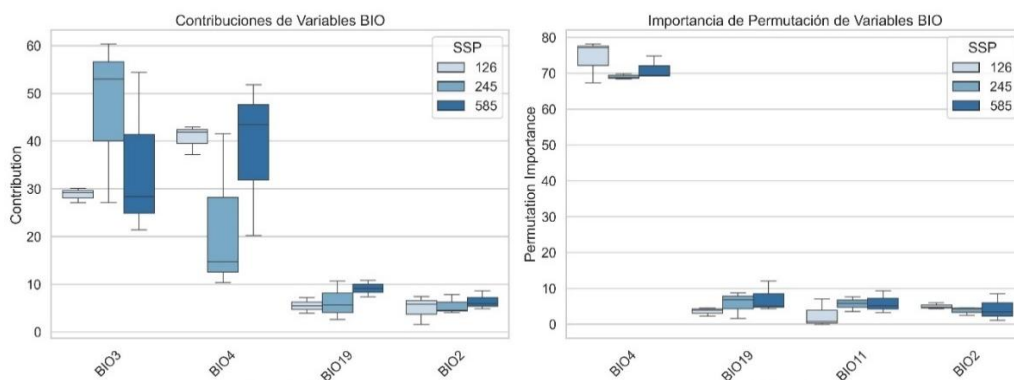 Contribuciones de Variables BIO
Contribution
60
50
40
30
20
10
0
SSP
126
245
585
BIO3
BIO4
BIO19
BIO2
Importancia de Permutación de Variables BIO
Permutation Importance
80
70
60
50
40
30
20
10
0
SSP
126
245
585
BIO4
BIO19
BIO11
BIO2